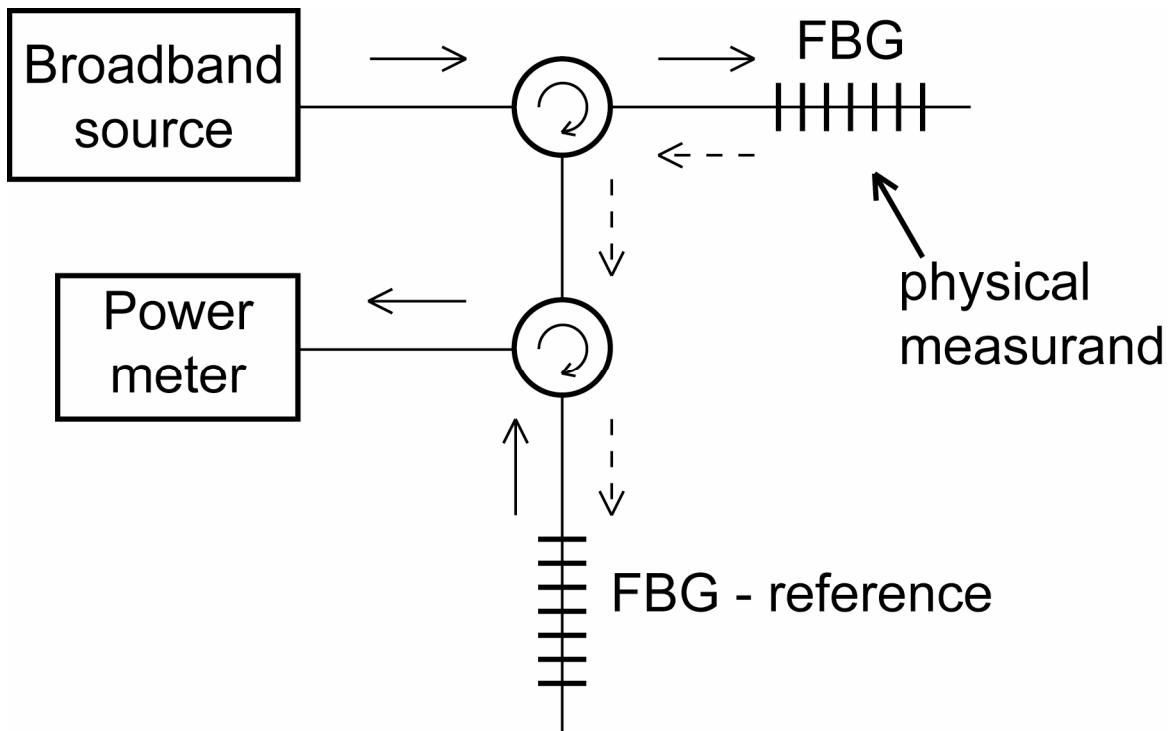 Broadband
source
FBG
physical
measurand
Power
meter
FBG - reference